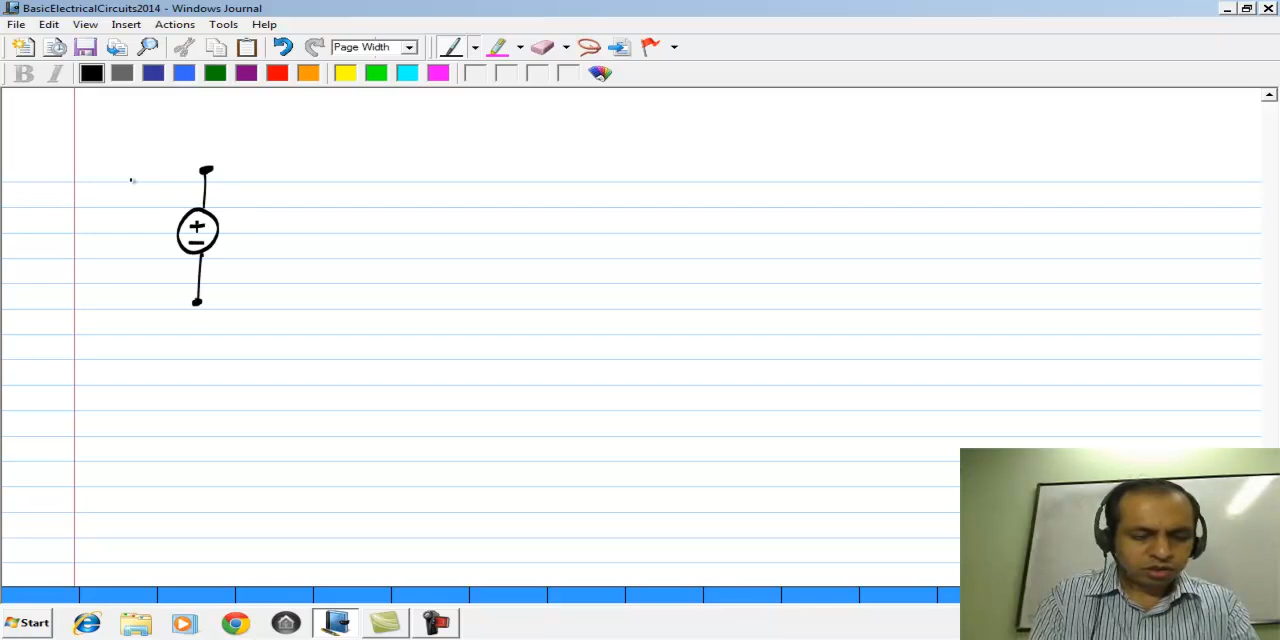 BasicElectricalCircuits2014 - Windows Journal
File Edit View Insert Actions Tools Help
Page Width
B I
+
−
Start